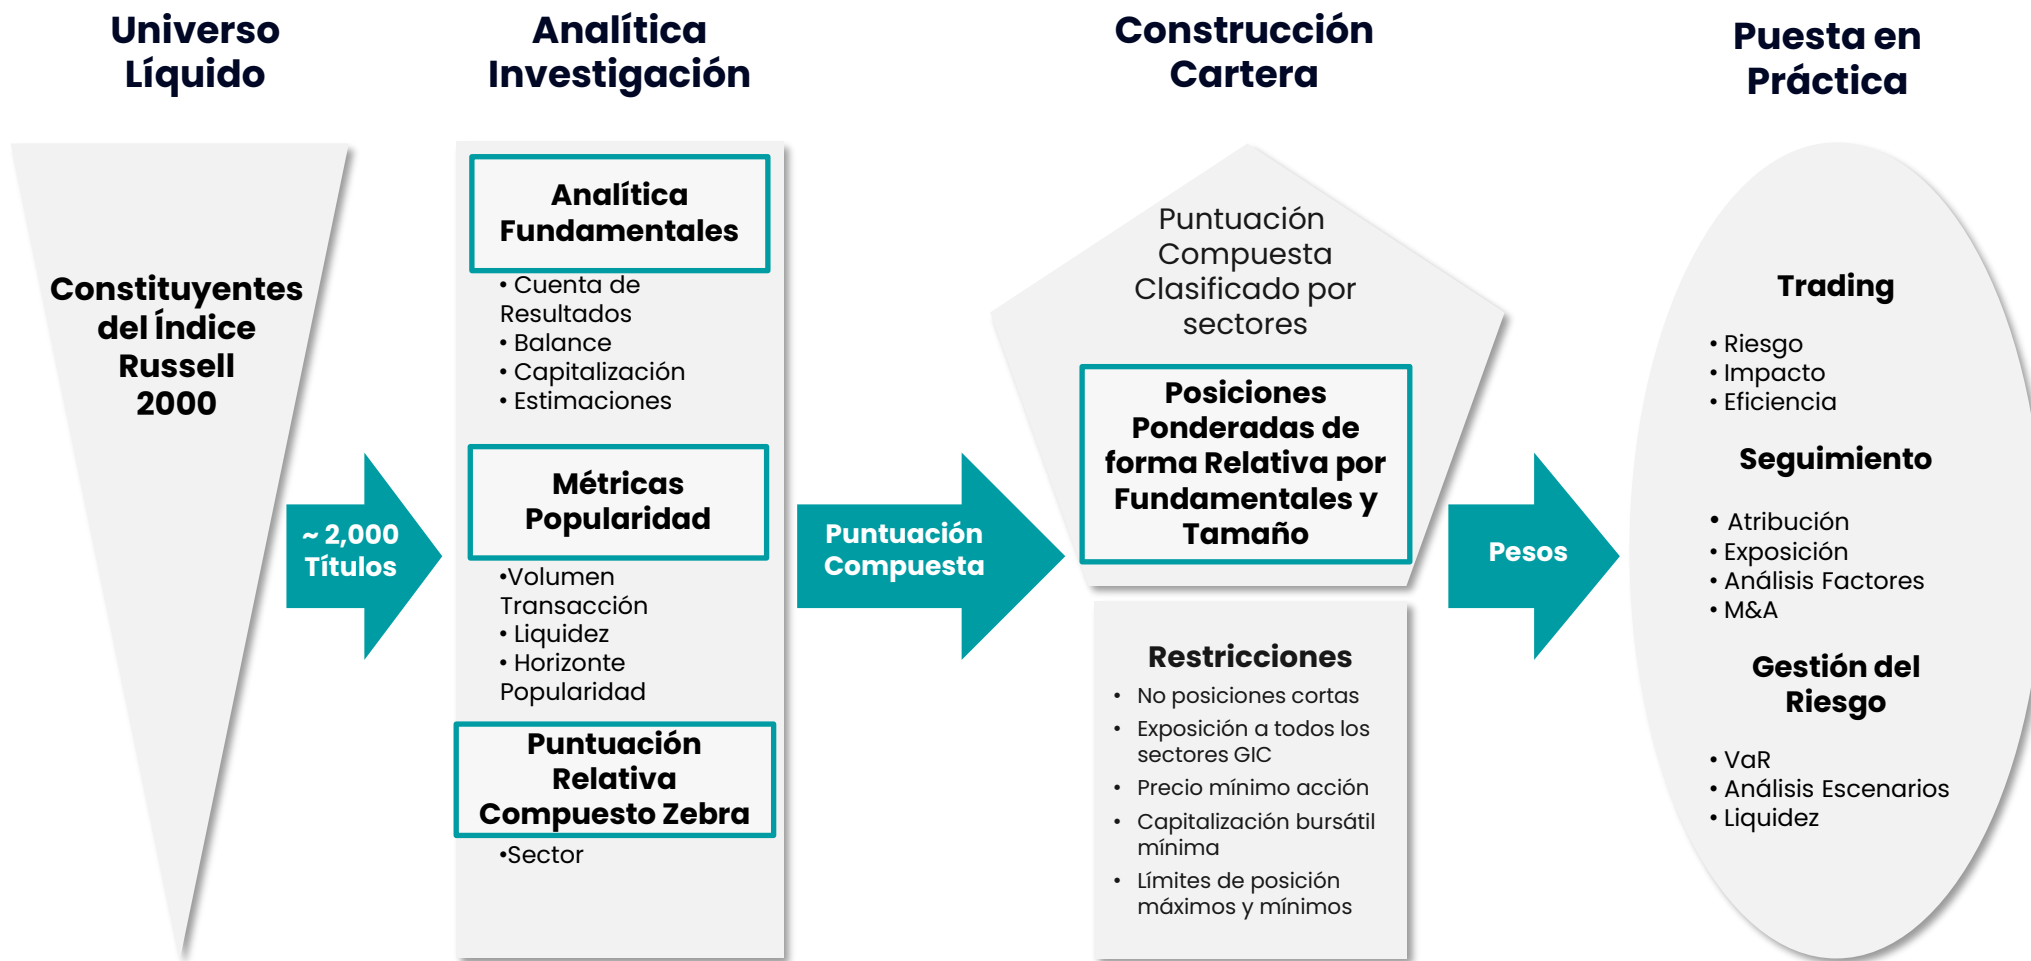 Universo
Líquido
Analítica
Investigación
Construcción
Cartera
Puesta en
Práctica
Constituyentes
del Índice
Russell
2000
~ 2,000
Títulos
Analítica
Fundamentales
• Cuenta de
Resultados
• Balance
• Capitalización
• Estimaciones
Métricas
Popularidad
•Volumen
Transacción
• Liquidez
• Horizonte
Popularidad
Puntuación
Relativa
Compuesto Zebra
•Sector
Puntuación
Compuesta
Puntuación
Compuesta
Clasificado por
sectores
Posiciones
Ponderadas de
forma Relativa por
Fundamentales y
Tamaño
Restricciones
• No posiciones cortas
• Exposición a todos los
sectores GIC
• Precio mínimo acción
• Capitalización bursátil
mínima
• Límites de posición
máximos y mínimos
Pesos
Trading
• Riesgo
• Impacto
• Eficiencia
Seguimiento
• Atribución
• Exposición
• Análisis Factores
• M&A
Gestión del
Riesgo
• VaR
• Análisis Escenarios
• Liquidez